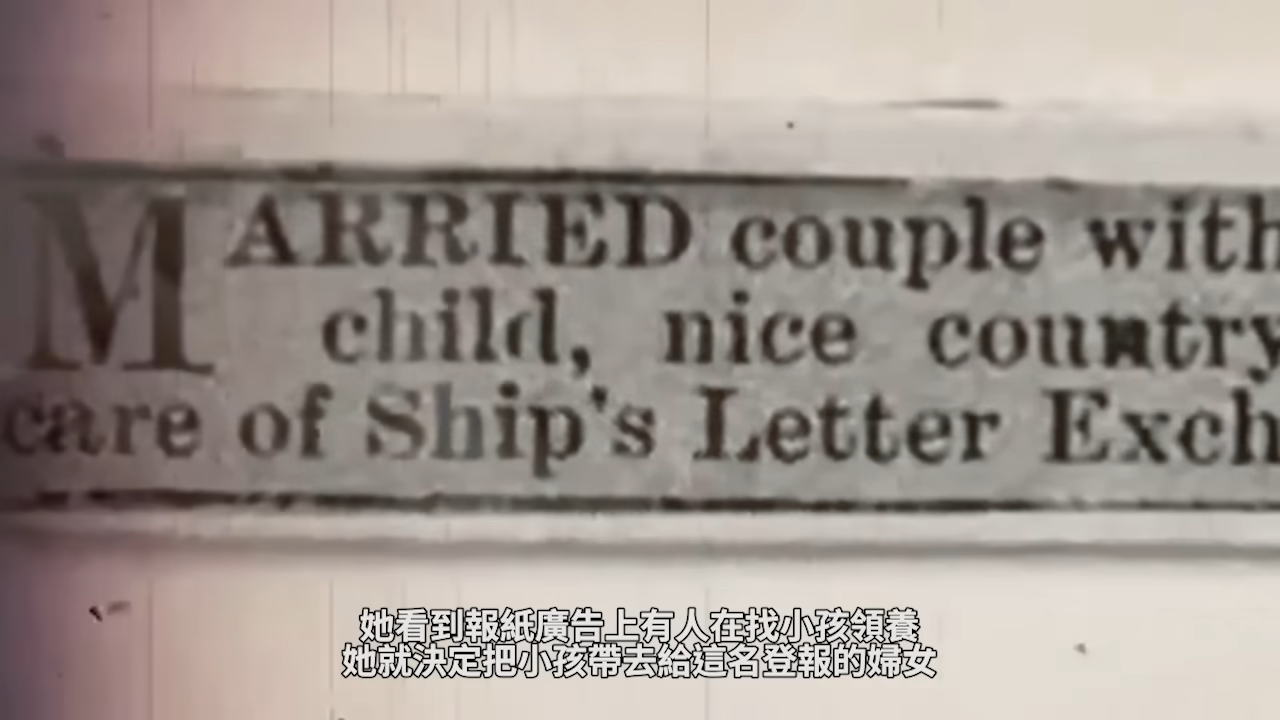 MARRIED couple with
child, nice country
care of Ship's Letter Exch
她看到報紙廣告上有人在找小孩領養
她就決定把小孩帶去給這名登報的婦女